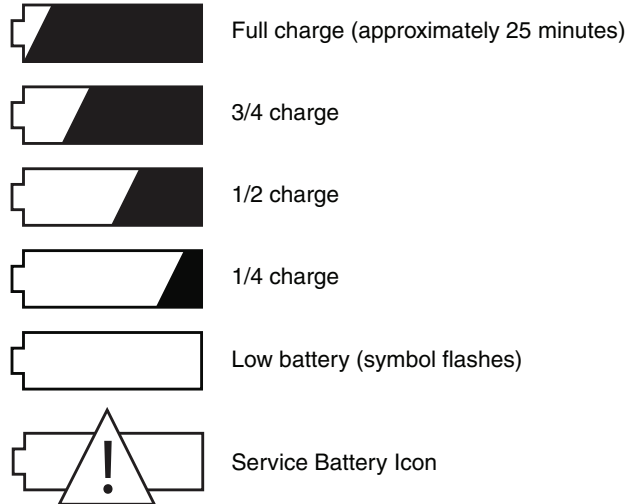 Full charge (approximately 25 minutes)
3/4 charge
1/2 charge
1/4 charge
Low battery (symbol flashes)
!
Service Battery Icon